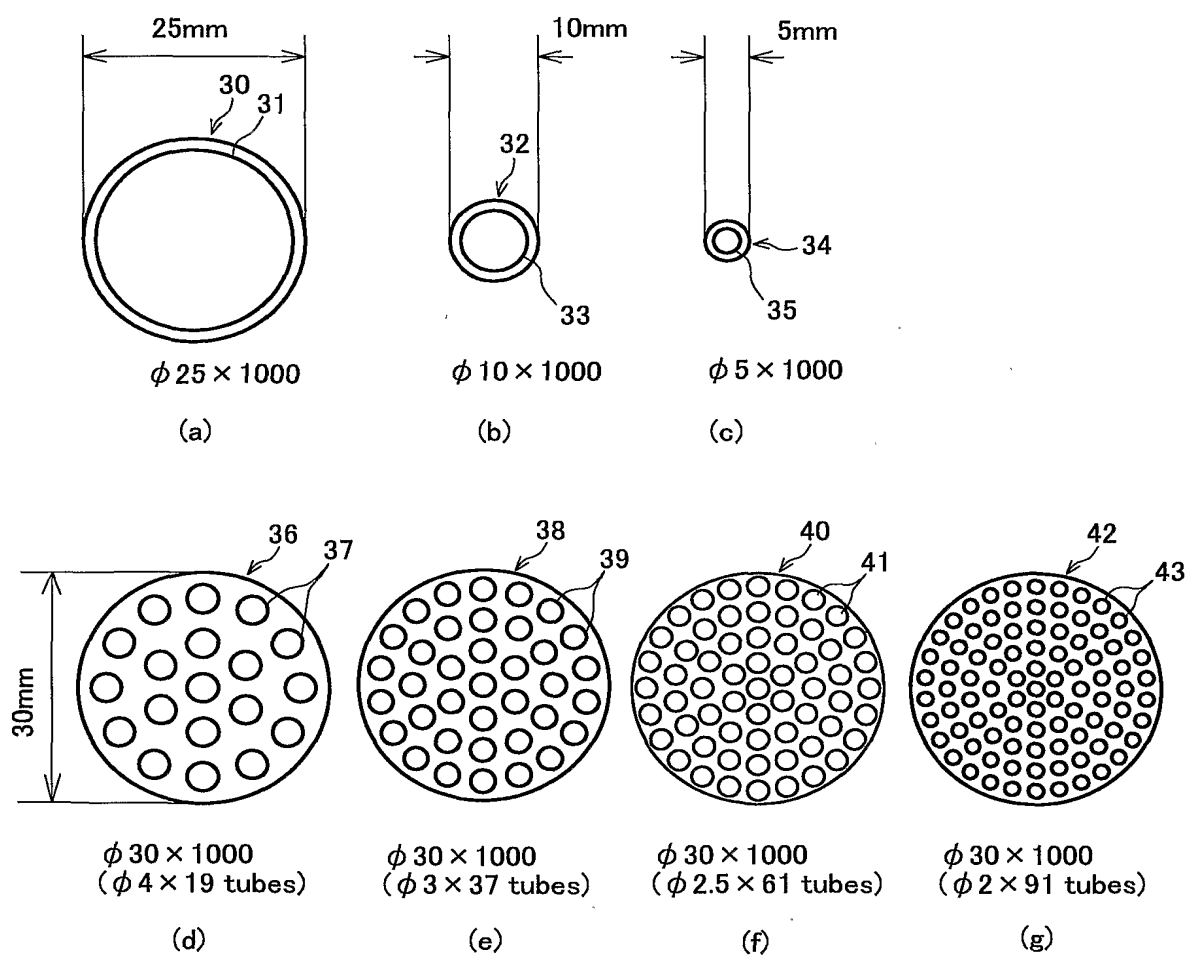 25mm
10mm
5mm
30
31
32
33
34
35
φ25×1000
φ10×1000
φ5×1000
(a)
(b)
(c)
36
37
38
39
40
41
42
43
30mm
φ30×1000
(φ4×19 tubes)
φ30×1000
(φ3×37 tubes)
φ30×1000
(φ2.5×61 tubes)
φ30×1000
(φ2×91 tubes)
(d)
(e)
(f)
(g)